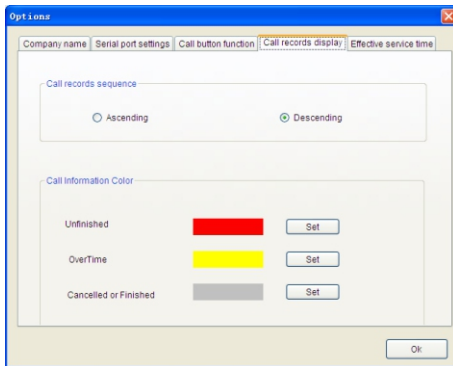 Options
Company name Serial port settings Call button function Call records display Effective service time
Call records sequence
Ascending Descending
Call Information Color
Unfinished Set
OverTime Set
Cancelled or Finished Set
Ok